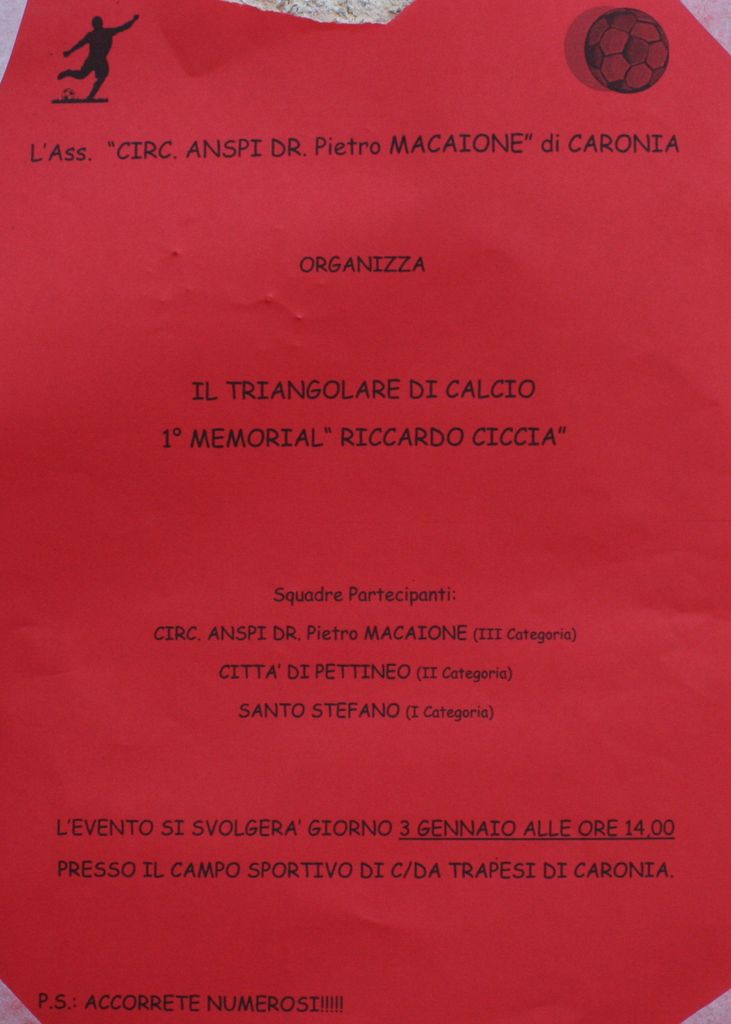 L'Ass. "CIRC. ANSPI DR. Pietro MACAIONE" di CARONIA
ORGANIZZA
IL TRIANGOLARE DI CALCIO
1° MEMORIAL" RICCARDO CICCIA"
Squadre Partecipanti:
CIRC. ANSPI DR. Pietro MACAIONE (III Categoria)
CITTA' DI PETTINEO (II Categoria)
SANTO STEFANO (I Categoria)
L'EVENTO SI SVOLGERA' GIORNO 3 GENNAIO ALLE ORE 14,00
PRESSO IL CAMPO SPORTIVO DI C/DA TRAPESI DI CARONIA.
P.S.: ACCORRETE NUMEROSI!!!!!